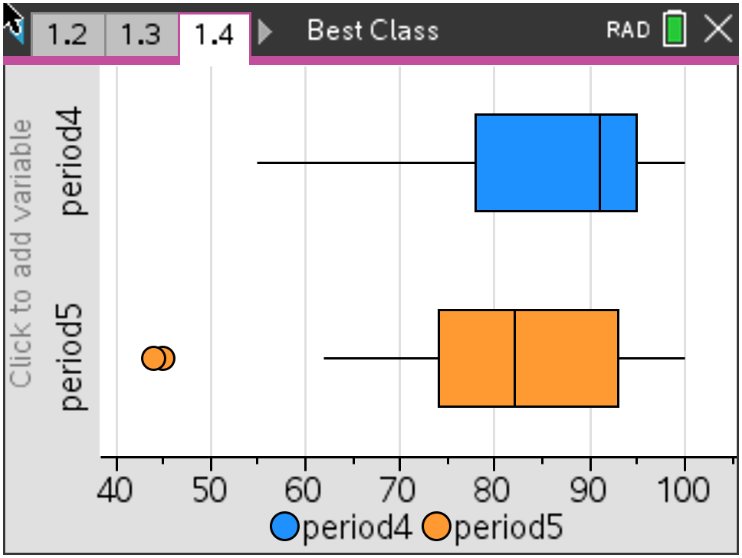 1.2 1.3 1.4 Best Class RAD
Click to add variable
period4
period5
40 50 60 70 80 90 100
period4 period5